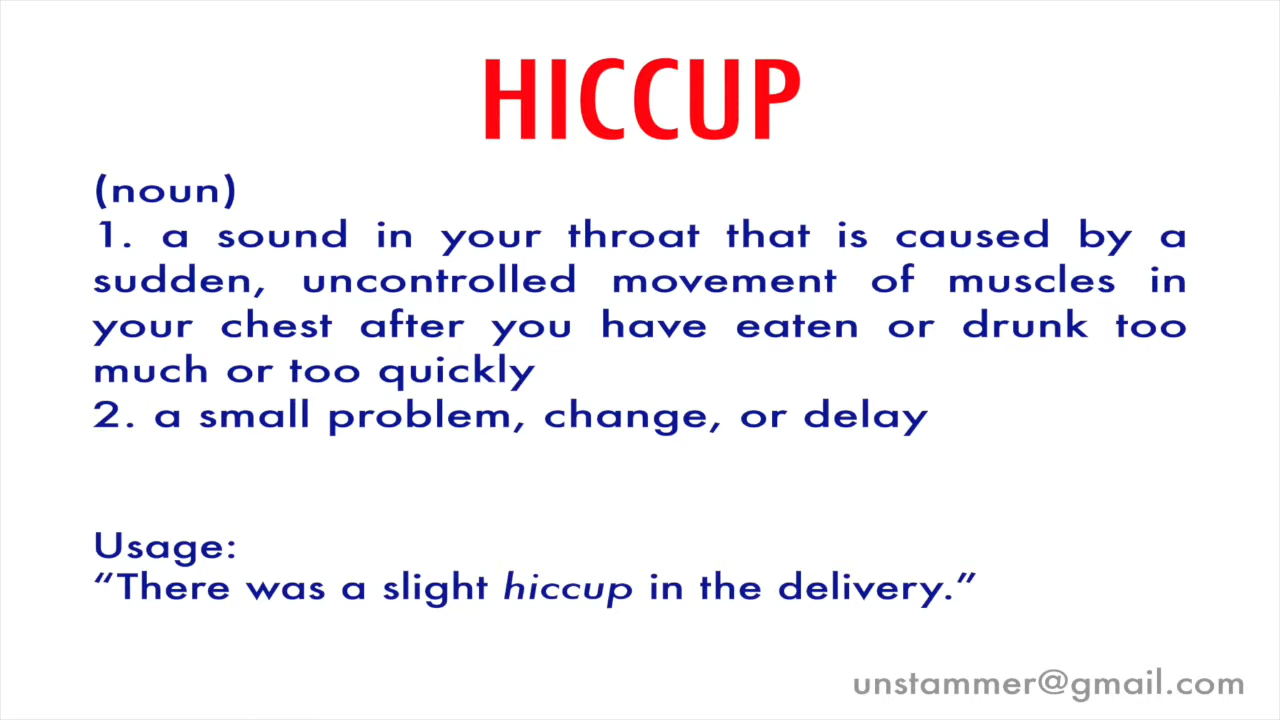 HICCUP
(noun)
1. a sound in your throat that is caused by a
sudden, uncontrolled movement of muscles in
your chest after you have eaten or drunk too
much or too quickly
2. a small problem, change, or delay
Usage:
“There was a slight hiccup in the delivery.”
unstammer@gmail.com